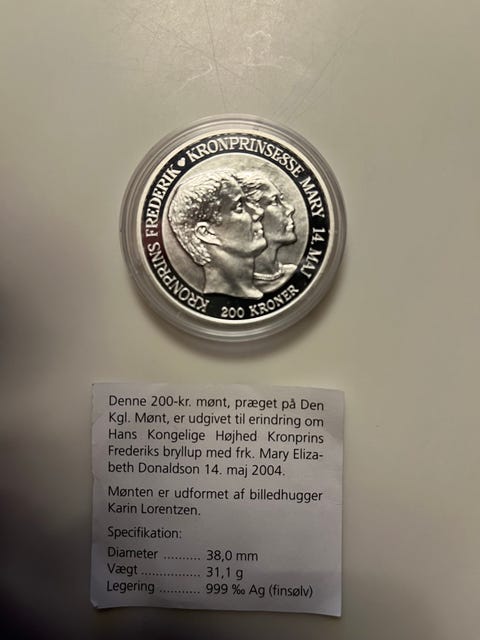 KRONPRINS FREDERIK ♥ KRONPRINSESSE MARY 14. MAJ
200 KRONER
Denne 200-kr. mønt, præget på Den
Kgl. Mønt, er udgivet til erindring om
Hans Kongelige Højhed Kronprins
Frederiks bryllup med frk. Mary Eliza-
beth Donaldson 14. maj 2004.
Mønten er udformet af billedhugger
Karin Lorentzen.
Specifikation:
Diameter .......... 38,0 mm
Vægt ............... 31,1 g
Legering ........... 999 ‰ Ag (finsølv)